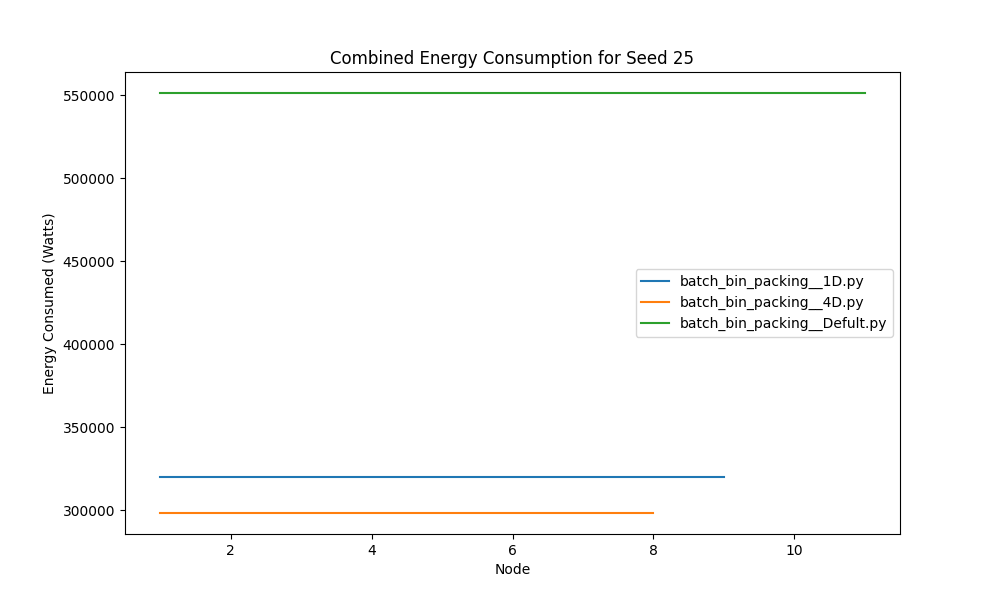 Combined Energy Consumption for Seed 25
Energy Consumed (Watts)
550000
500000
450000
400000
350000
300000
batch_bin_packing__1D.py
batch_bin_packing__4D.py
batch_bin_packing__Defult.py
2 4 6 8 10
Node